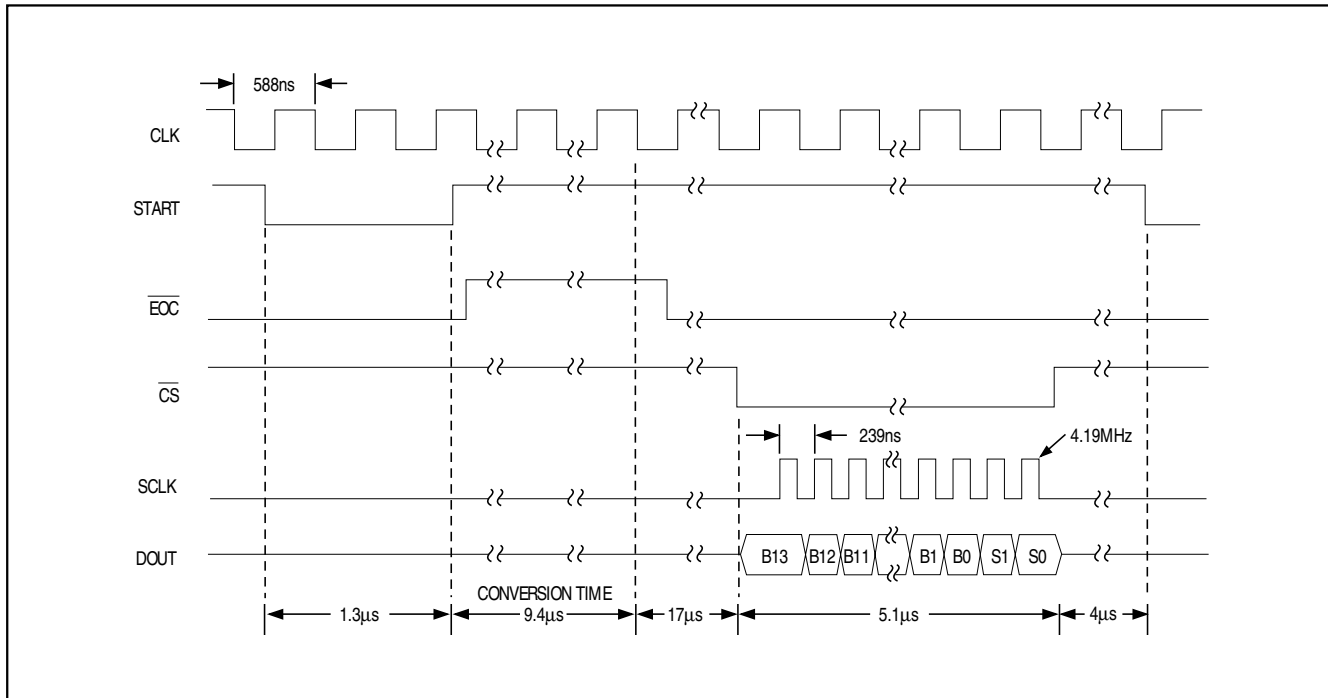 588ns
CLK
START
EOC
CS
239ns
4.19MHz
SCLK
DOUT
B13 B12 B11 B1 B0 S1 S0
CONVERSION TIME
1.3μs 9.4μs 17μs 5.1μs 4μs